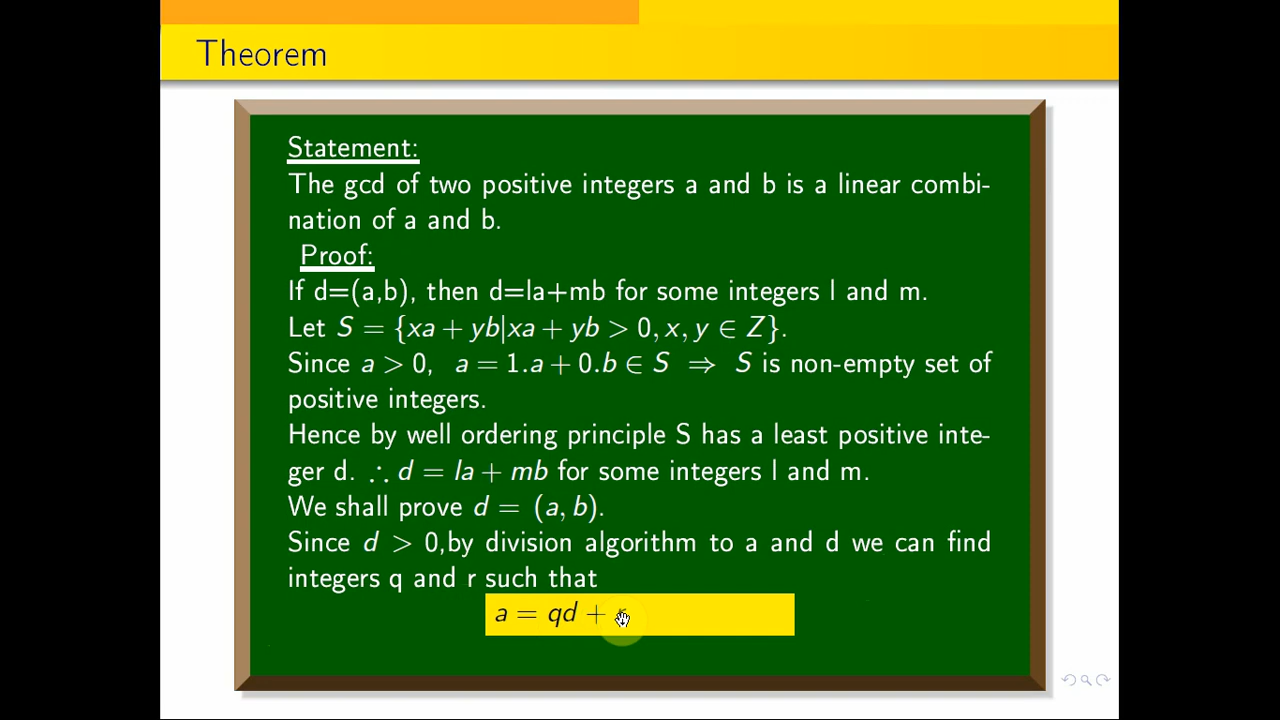 Theorem
Statement:
The gcd of two positive integers a and b is a linear combi-
nation of a and b.
Proof:
If d=(a,b), then d=la+mb for some integers l and m.
Let S = {xa + yb|xa + yb > 0, x, y ∈ Z}.
Since a > 0, a = 1.a + 0.b ∈ S ⇒ S is non-empty set of
positive integers.
Hence by well ordering principle S has a least positive inte-
ger d. ∴ d = la + mb for some integers l and m.
We shall prove d = (a, b).
Since d > 0,by division algorithm to a and d we can find
integers q and r such that
a = qd +